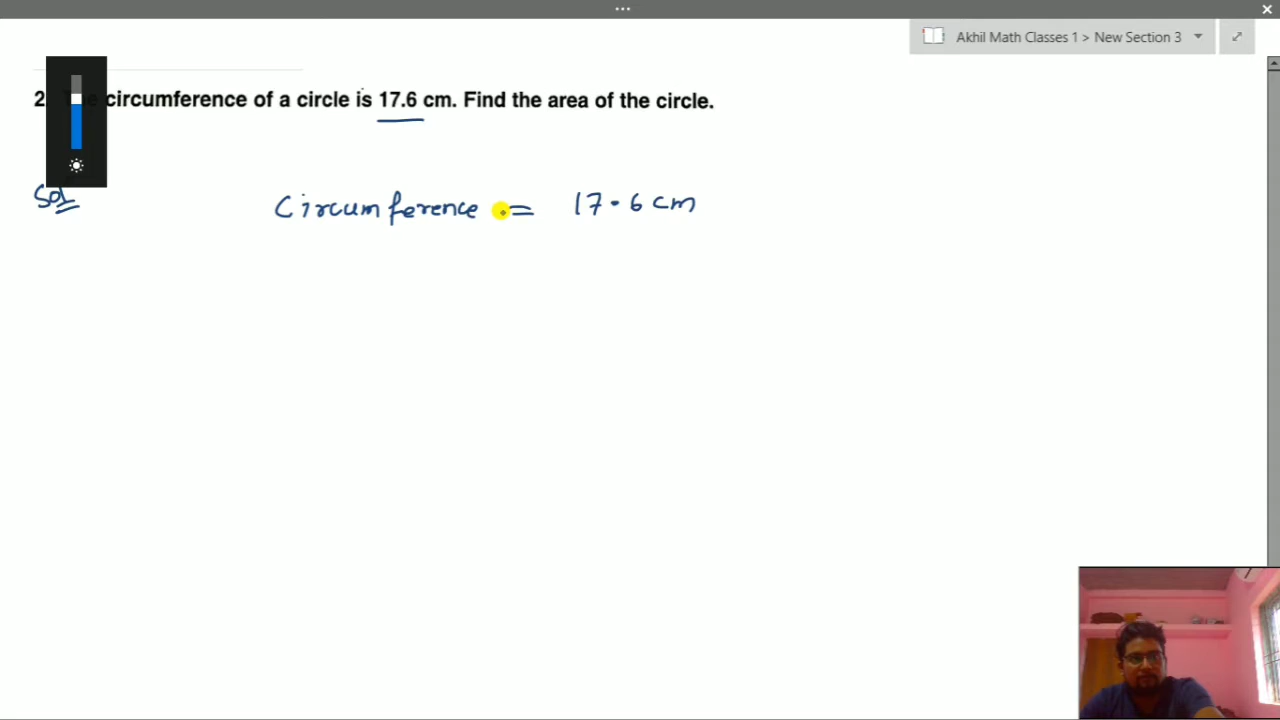 Akhil Math Classes 1 > New Section 3
2 circumference of a circle is 17.6 cm. Find the area of the circle.
Sol
Circumference = 17.6 cm